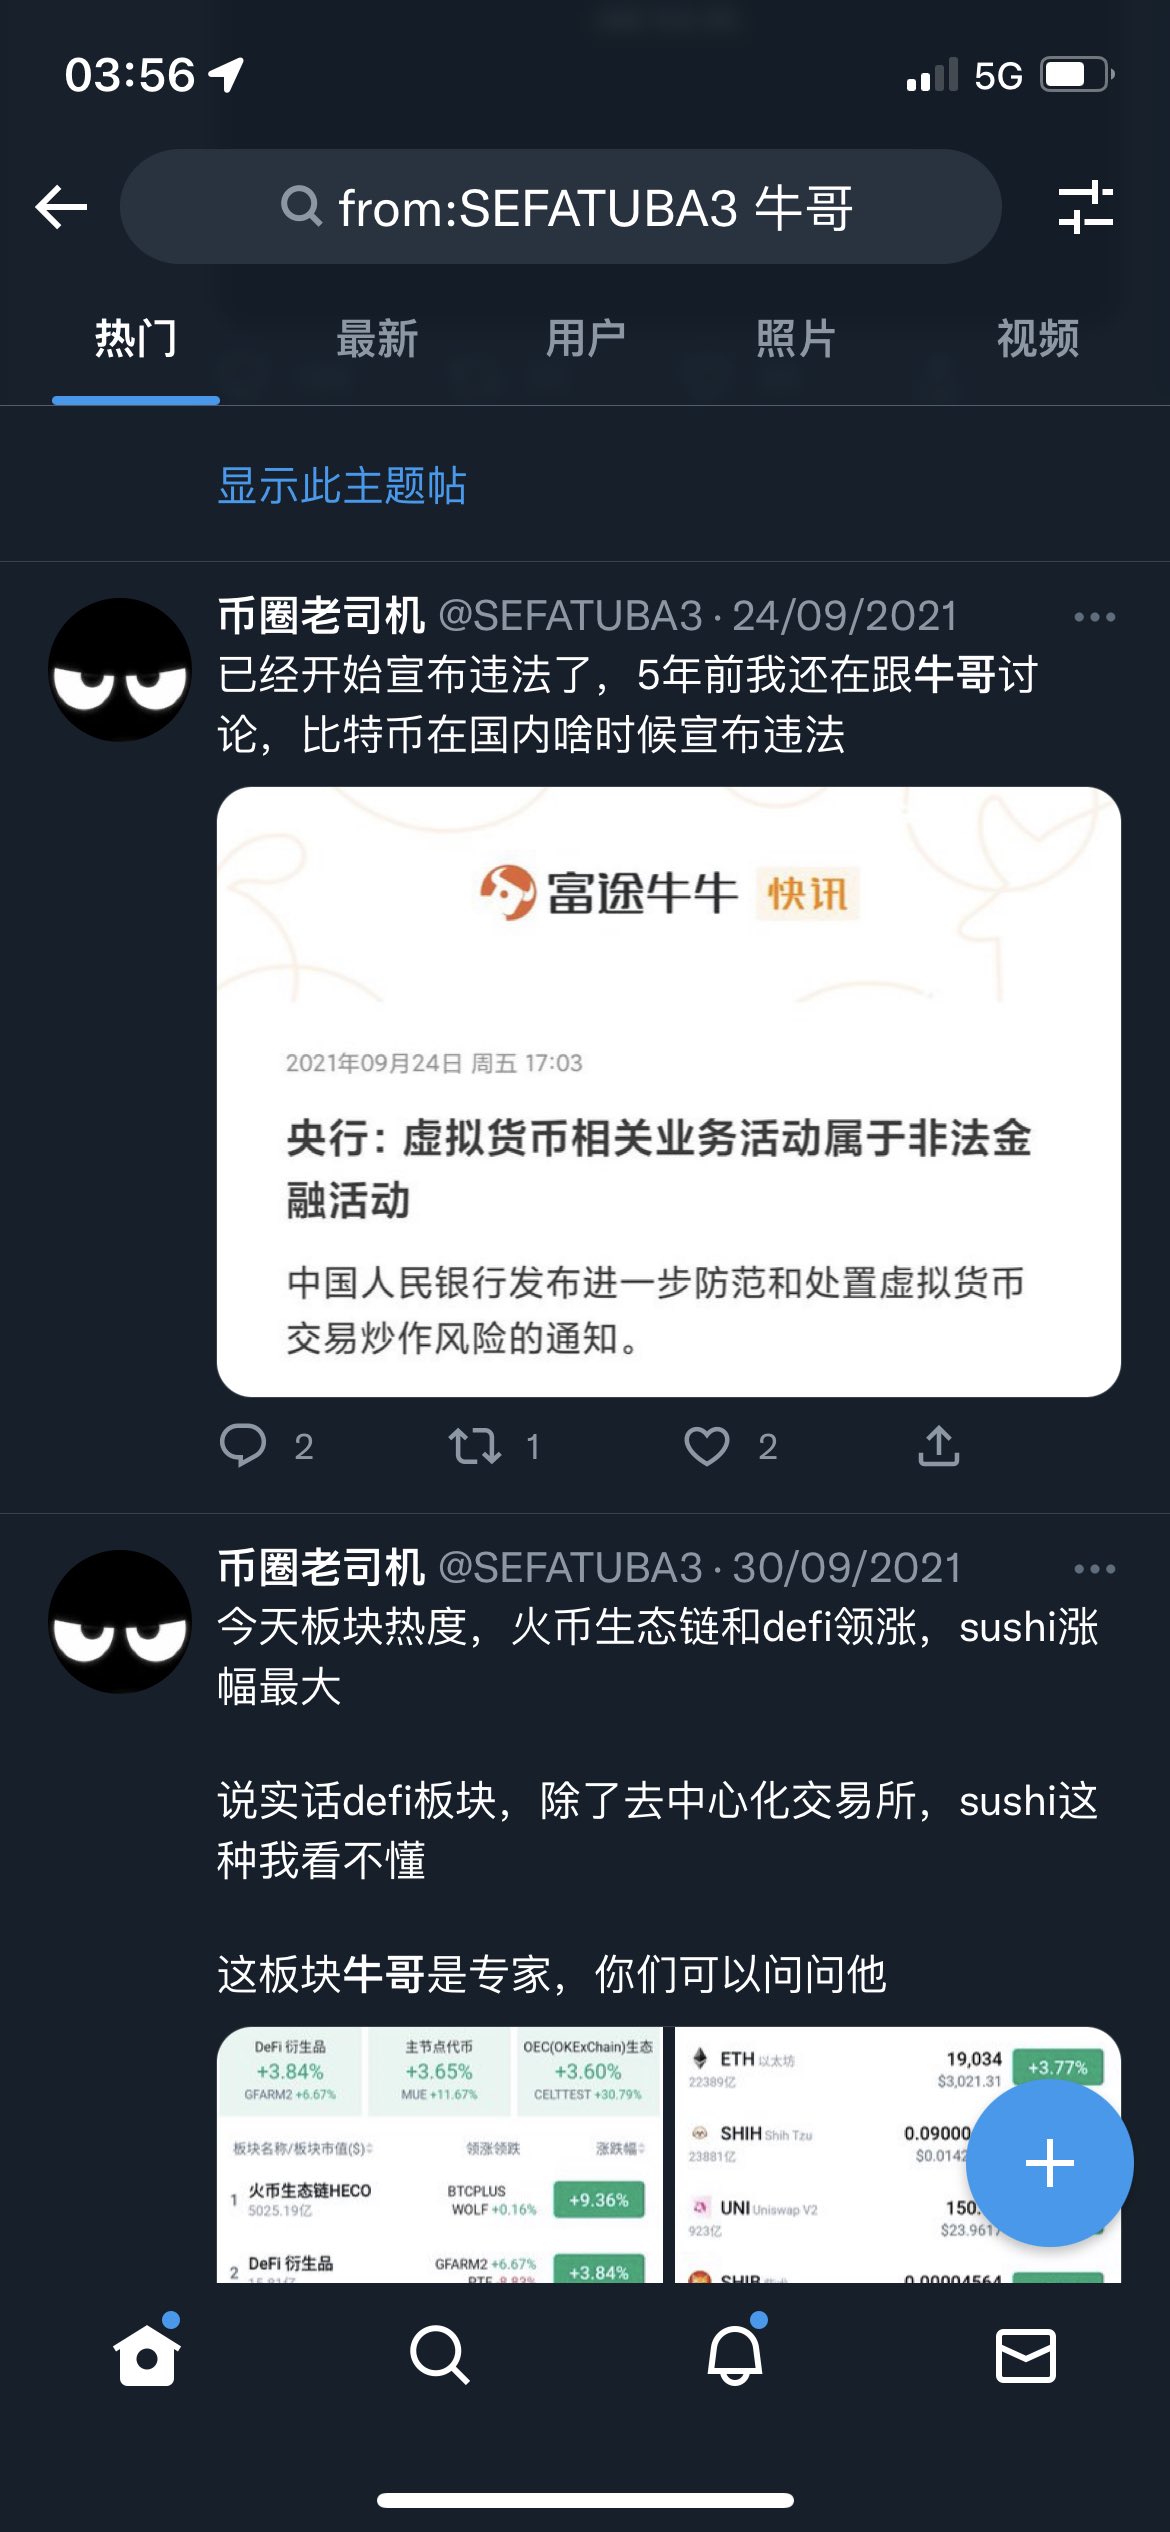 03:56
5G
from:SEFATUBA3 牛哥
热门 最新 用户 照片 视频
显示此主题帖
币圈老司机 @SEFATUBA3 · 24/09/2021
已经开始宣布违法了，5年前我还在跟牛哥讨
论，比特币在国内啥时候宣布违法
富途牛牛 快讯
2021年09月24日 周五 17:03
央行：虚拟货币相关业务活动属于非法金
融活动
中国人民银行发布进一步防范和处置虚拟货币
交易炒作风险的通知。
2 1 2
币圈老司机 @SEFATUBA3 · 30/09/2021
今天板块热度，火币生态链和defi领涨，sushi涨
幅最大
说实话defi板块，除了去中心化交易所，sushi这
种我看不懂
这板块牛哥是专家，你们可以问问他
DeFi 衍生品 主节点代币 OEC(OKExChain)生态
+3.84% +3.65% +3.60%
GFARM2 +6.67% MUE +11.67% CELLTEST +30.79%
板块名称/板块市值($) 领涨领跌 涨跌幅
1 火币生态链HECO BTCPLUS +9.36%
5025.19亿 WOLF +0.16%
2 DeFi 衍生品 GFARM2 +6.67% +3.84%
ETH 以太坊 19,034 +3.77%
22389亿 $3,021.31
SHIH Shih Tzu 0.09000
23881亿 $0.0142
UNI Uniswap V2 150.
923亿 $23.961
SHIB 0.00004564